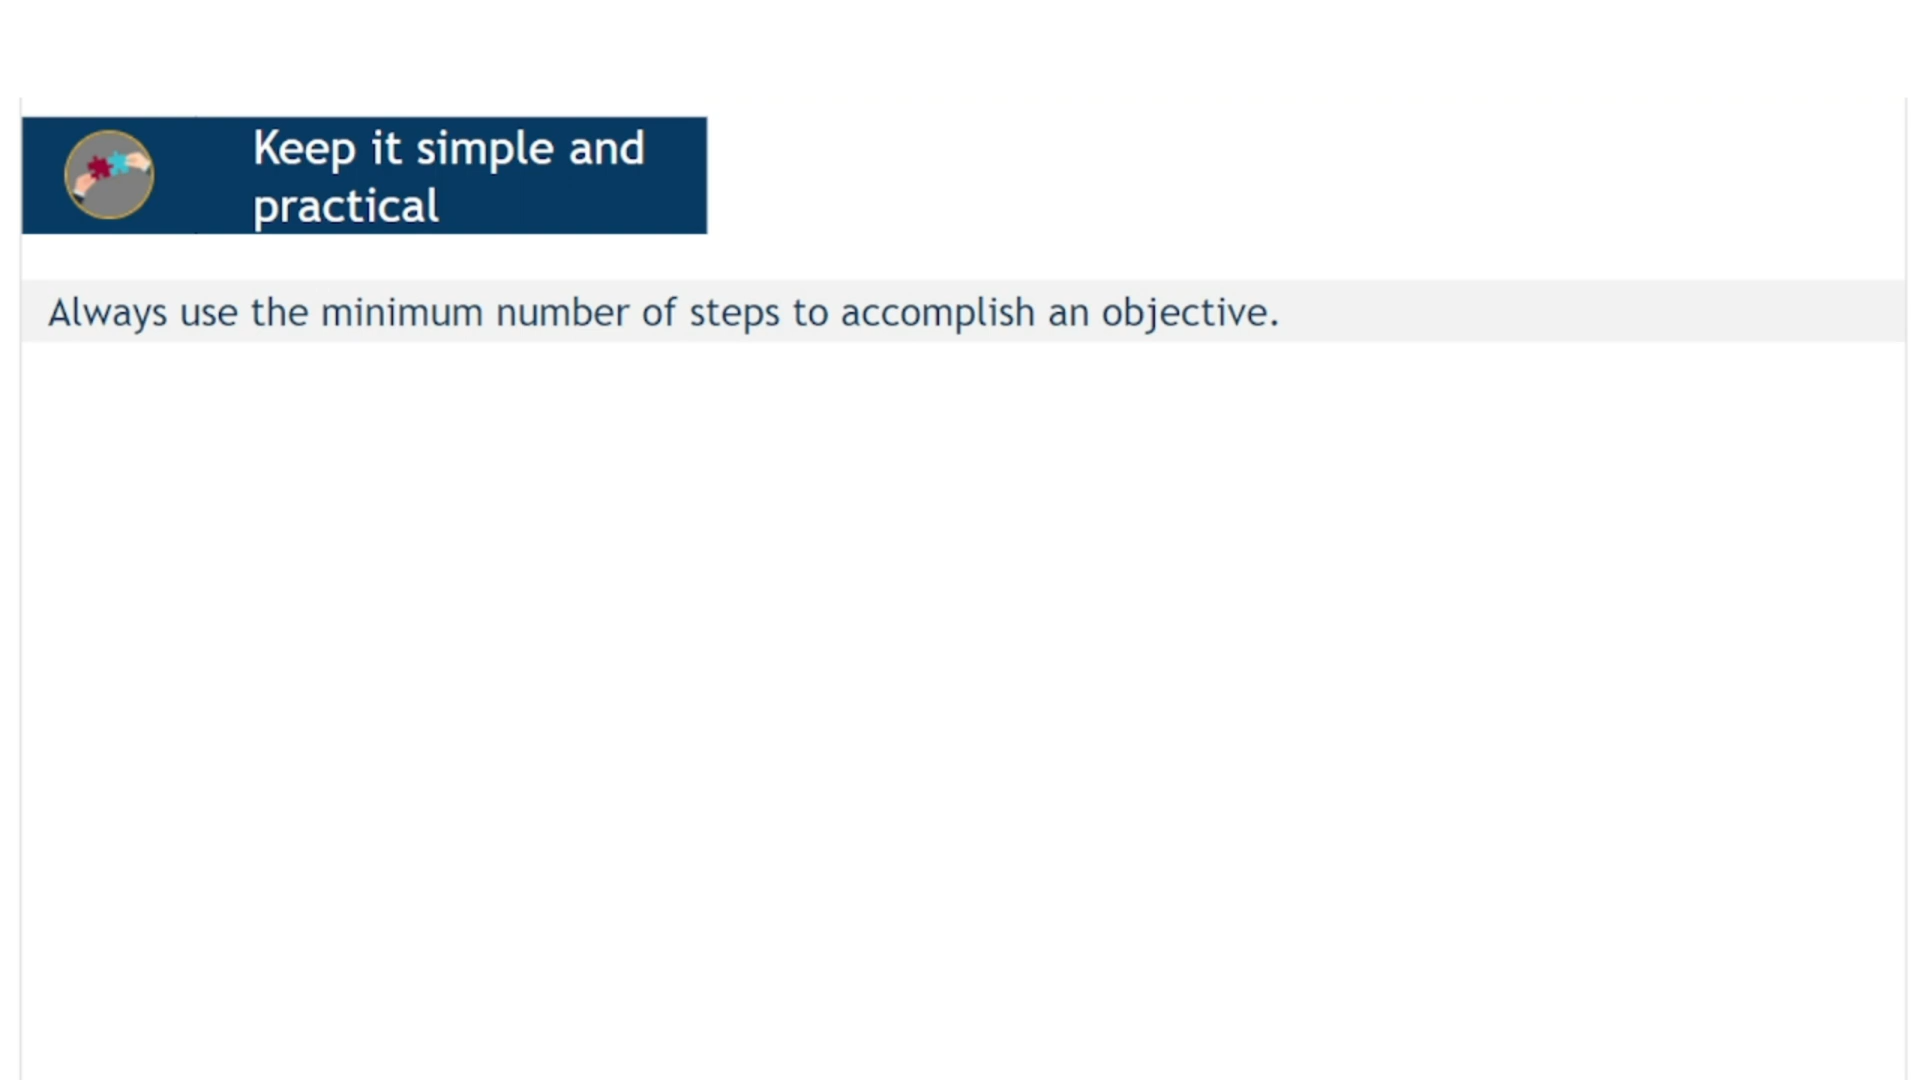 Keep it simple and
practical
Always use the minimum number of steps to accomplish an objective.